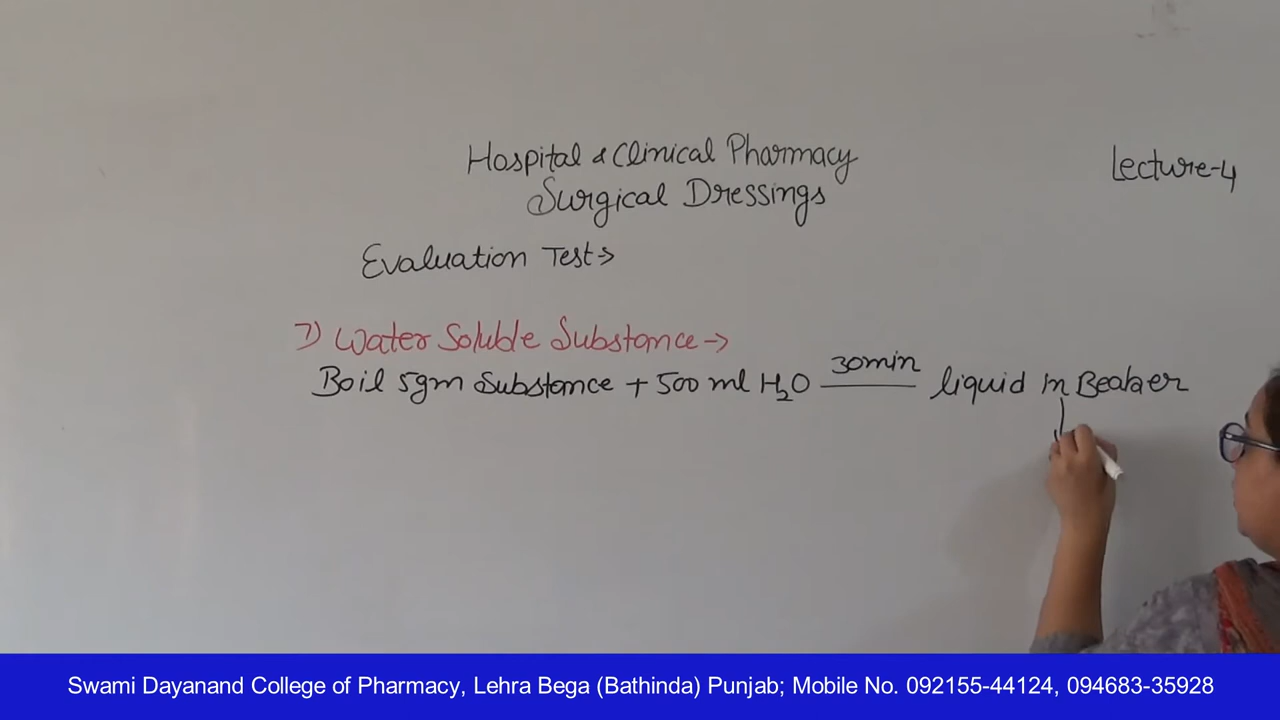 Hospital & Clinical Pharmacy
Lecture-4
Surgical Dressings
Evaluation Test->
7) Water Soluble Substance->
Boil 5gm Substance + 500 ml H₂O 30min liquid in Beaker
Swami Dayanand College of Pharmacy, Lehra Bega (Bathinda) Punjab; Mobile No. 092155-44124, 094683-35928